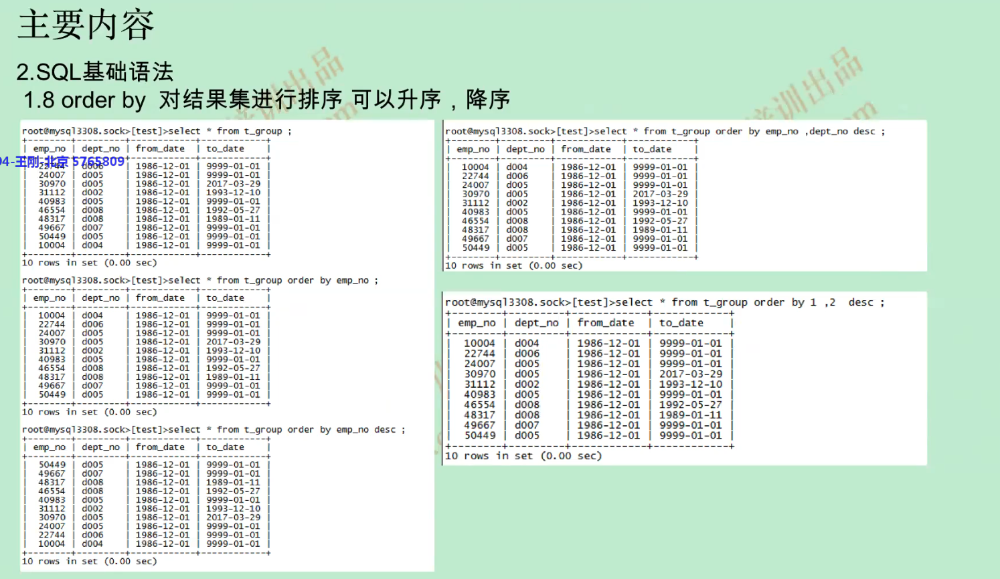 主要内容
2.SQL基础语法
1.8 order by 对结果集进行排序 可以升序，降序
root@mysql3308.sock>[test]>select * from t_group ;
+--------+---------+------------+------------+
| emp_no | dept_no | from_date | to_date |
+--------+---------+------------+------------+
94-王刚-北京 5765809
| 22744 | d006 | 1986-12-01 | 9999-01-01 |
| 24007 | d005 | 1986-12-01 | 9999-01-01 |
| 30970 | d005 | 1986-12-01 | 2017-03-29 |
| 31112 | d002 | 1986-12-01 | 1993-12-10 |
| 40983 | d005 | 1986-12-01 | 9999-01-01 |
| 46554 | d008 | 1986-12-01 | 1992-05-27 |
| 48317 | d008 | 1986-12-01 | 1989-01-11 |
| 49667 | d007 | 1986-12-01 | 9999-01-01 |
| 50449 | d005 | 1986-12-01 | 9999-01-01 |
| 10004 | d004 | 1986-12-01 | 9999-01-01 |
+--------+---------+------------+------------+
10 rows in set (0.00 sec)
root@mysql3308.sock>[test]>select * from t_group order by emp_no ;
+--------+---------+------------+------------+
| emp_no | dept_no | from_date | to_date |
+--------+---------+------------+------------+
| 10004 | d004 | 1986-12-01 | 9999-01-01 |
| 22744 | d006 | 1986-12-01 | 9999-01-01 |
| 24007 | d005 | 1986-12-01 | 9999-01-01 |
| 30970 | d005 | 1986-12-01 | 2017-03-29 |
| 31112 | d002 | 1986-12-01 | 1993-12-10 |
| 40983 | d005 | 1986-12-01 | 9999-01-01 |
| 46554 | d008 | 1986-12-01 | 1992-05-27 |
| 48317 | d008 | 1986-12-01 | 1989-01-11 |
| 49667 | d007 | 1986-12-01 | 9999-01-01 |
| 50449 | d005 | 1986-12-01 | 9999-01-01 |
+--------+---------+------------+------------+
10 rows in set (0.00 sec)
root@mysql3308.sock>[test]>select * from t_group order by emp_no desc ;
+--------+---------+------------+------------+
| emp_no | dept_no | from_date | to_date |
+--------+---------+------------+------------+
| 50449 | d005 | 1986-12-01 | 9999-01-01 |
| 49667 | d007 | 1986-12-01 | 9999-01-01 |
| 48317 | d008 | 1986-12-01 | 1989-01-11 |
| 46554 | d008 | 1986-12-01 | 1992-05-27 |
| 40983 | d005 | 1986-12-01 | 9999-01-01 |
| 31112 | d002 | 1986-12-01 | 1993-12-10 |
| 30970 | d005 | 1986-12-01 | 2017-03-29 |
| 24007 | d005 | 1986-12-01 | 9999-01-01 |
| 22744 | d006 | 1986-12-01 | 9999-01-01 |
| 10004 | d004 | 1986-12-01 | 9999-01-01 |
+--------+---------+------------+------------+
10 rows in set (0.00 sec)
root@mysql3308.sock>[test]>select * from t_group order by emp_no ,dept_no desc ;
+--------+---------+------------+------------+
| emp_no | dept_no | from_date | to_date |
+--------+---------+------------+------------+
| 10004 | d004 | 1986-12-01 | 9999-01-01 |
| 22744 | d006 | 1986-12-01 | 9999-01-01 |
| 24007 | d005 | 1986-12-01 | 9999-01-01 |
| 30970 | d005 | 1986-12-01 | 2017-03-29 |
| 31112 | d002 | 1986-12-01 | 1993-12-10 |
| 40983 | d005 | 1986-12-01 | 9999-01-01 |
| 46554 | d008 | 1986-12-01 | 1992-05-27 |
| 48317 | d008 | 1986-12-01 | 1989-01-11 |
| 49667 | d007 | 1986-12-01 | 9999-01-01 |
| 50449 | d005 | 1986-12-01 | 9999-01-01 |
+--------+---------+------------+------------+
10 rows in set (0.00 sec)
root@mysql3308.sock>[test]>select * from t_group order by 1 ,2 desc ;
+--------+---------+------------+------------+
| emp_no | dept_no | from_date | to_date |
+--------+---------+------------+------------+
| 10004 | d004 | 1986-12-01 | 9999-01-01 |
| 22744 | d006 | 1986-12-01 | 9999-01-01 |
| 24007 | d005 | 1986-12-01 | 9999-01-01 |
| 30970 | d005 | 1986-12-01 | 2017-03-29 |
| 31112 | d002 | 1986-12-01 | 1993-12-10 |
| 40983 | d005 | 1986-12-01 | 9999-01-01 |
| 46554 | d008 | 1986-12-01 | 1992-05-27 |
| 48317 | d008 | 1986-12-01 | 1989-01-11 |
| 49667 | d007 | 1986-12-01 | 9999-01-01 |
| 50449 | d005 | 1986-12-01 | 9999-01-01 |
+--------+---------+------------+------------+
10 rows in set (0.00 sec)
培训出品
培训出品